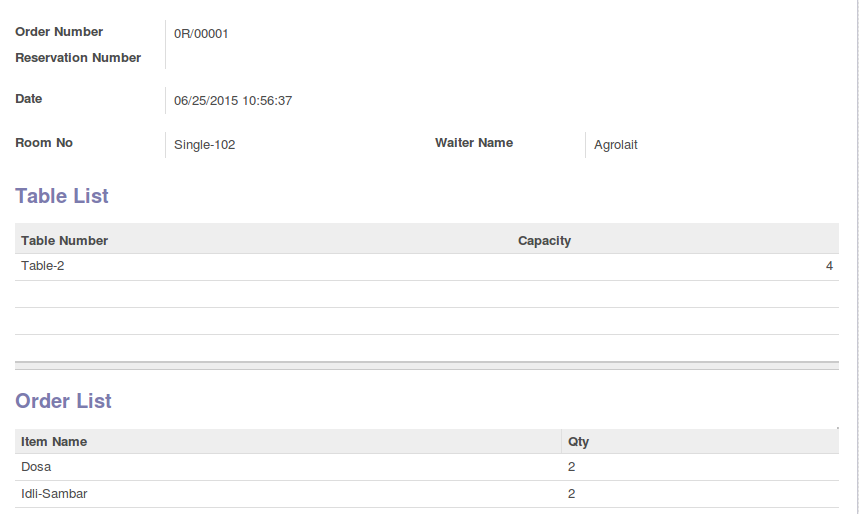 Order Number 0R/00001
Reservation Number
Date 06/25/2015 10:56:37
Room No Single-102 Waiter Name Agrolait
Table List
Table Number Capacity
Table-2 4
Order List
Item Name Qty
Dosa 2
Idli-Sambar 2